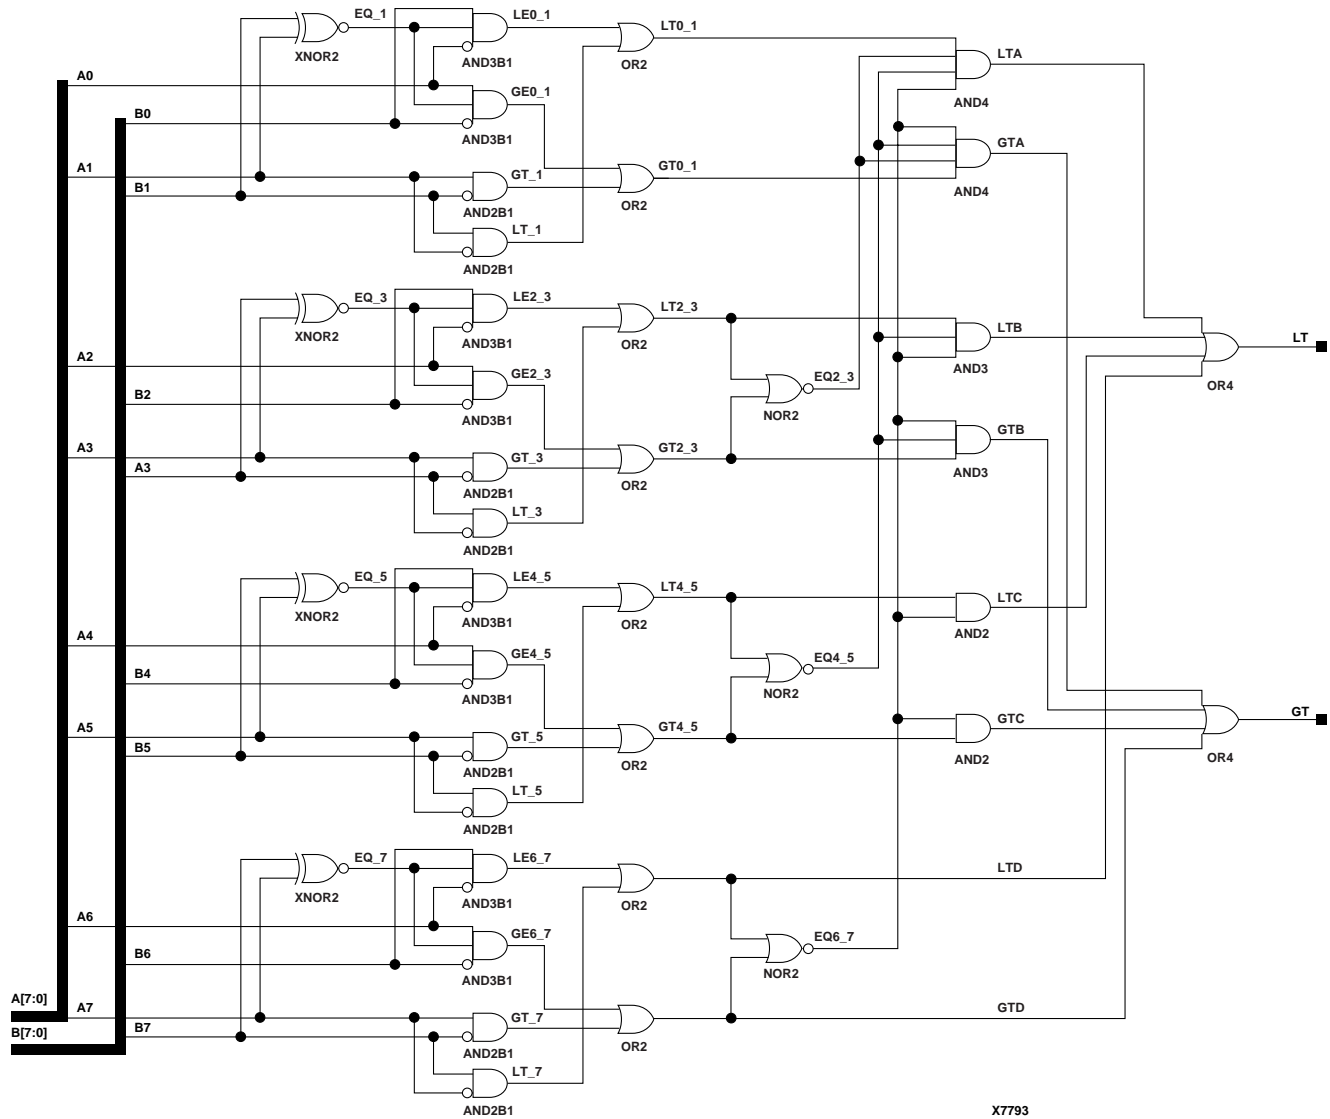 EQ_1
LE0_1
LT0_1
LTA
XNOR2
AND3B1
OR2
A0
GE0_1
AND4
B0
AND3B1
GTA
A1
GT_1
GT0_1
AND4
B1
AND2B1
OR2
LT_1
AND2B1
EQ_3
LE2_3
LT2_3
LTB
LT
XNOR2
AND3B1
OR2
A2
GE2_3
EQ2_3
AND3
OR4
B2
AND3B1
NOR2
GTB
A3
GT_3
GT2_3
AND3
A3
AND2B1
OR2
LT_3
AND2B1
EQ_5
LE4_5
LT4_5
LTC
XNOR2
AND3B1
OR2
AND2
A4
GE4_5
EQ4_5
B4
AND3B1
NOR2
GT
A5
GT_5
GT4_5
GTC
B5
AND2B1
OR2
AND2
OR4
LT_5
AND2B1
EQ_7
LE6_7
LTD
XNOR2
AND3B1
OR2
A6
GE6_7
EQ6_7
B6
AND3B1
NOR2
A[7:0]
A7
GT_7
GTD
B[7:0]
B7
AND2B1
OR2
LT_7
AND2B1
X7793